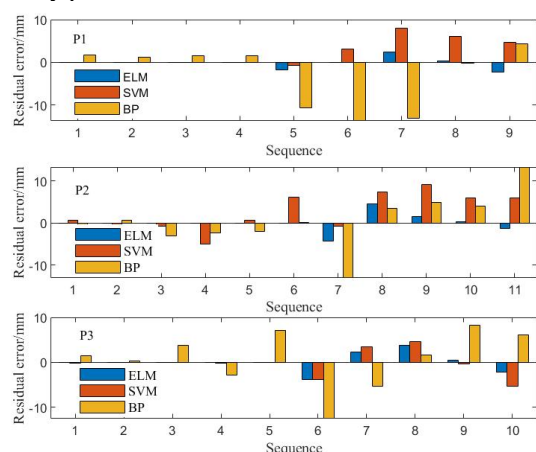 P1
Residual error/mm
10
0
-10
ELM
SVM
BP
1 2 3 4 5 6 7 8 9
Sequence
P2
Residual error/mm
10
0
-10
ELM
SVM
BP
1 2 3 4 5 6 7 8 9 10 11
Sequence
P3
Residual error/mm
10
0
-10
ELM
SVM
BP
1 2 3 4 5 6 7 8 9 10
Sequence